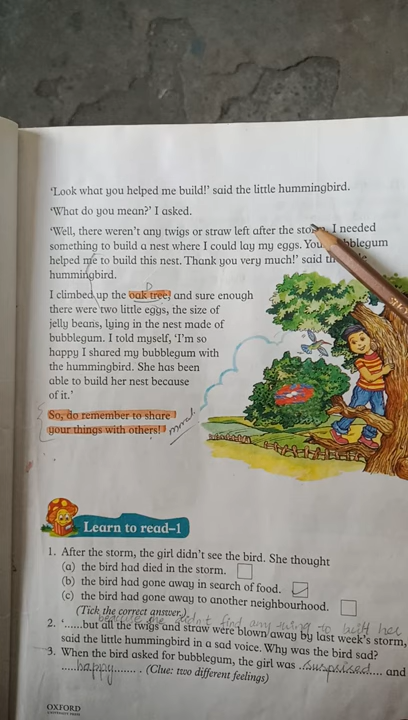 'Look what you helped me build!' said the little hummingbird.
'What do you mean?' I asked.
'Well, there weren't any twigs or straw left after the I needed
something to build a nest where I could lay my eggs.
helped me to build this nest. Thank you very much!' said
hummingbird.
I climbed up the oak tree, and sure enough
there were two little eggs, the size of
jelly beans, lying in the nest made of
bubblegum. I told myself, 'I'm so
happy I shared my bubblegum with
the hummingbird. She has been
able to build her nest because
of it.'
So, do remember to share
your things with others!
moral
Learn to read–1
1. After the storm, the girl didn't see the bird. She thought
(a) the bird had died in the storm.
(b) the bird had gone away in search of food.
(c) the bird had gone away to another neighbourhood.
(Tick the correct answer.)
because she didn't find any to her
2. '......but all the twigs and straw were blown away by last week's storm,'
said the little hummingbird in a sad voice. Why was the bird sad?
3. When the bird asked for bubblegum, the girl was ..surprised.... and
.....happy....... . (Clue: two different feelings)
OXFORD
UNIVERSITY PRESS